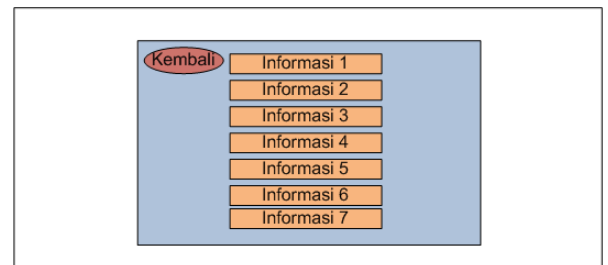 Kembali
Informasi 1
Informasi 2
Informasi 3
Informasi 4
Informasi 5
Informasi 6
Informasi 7